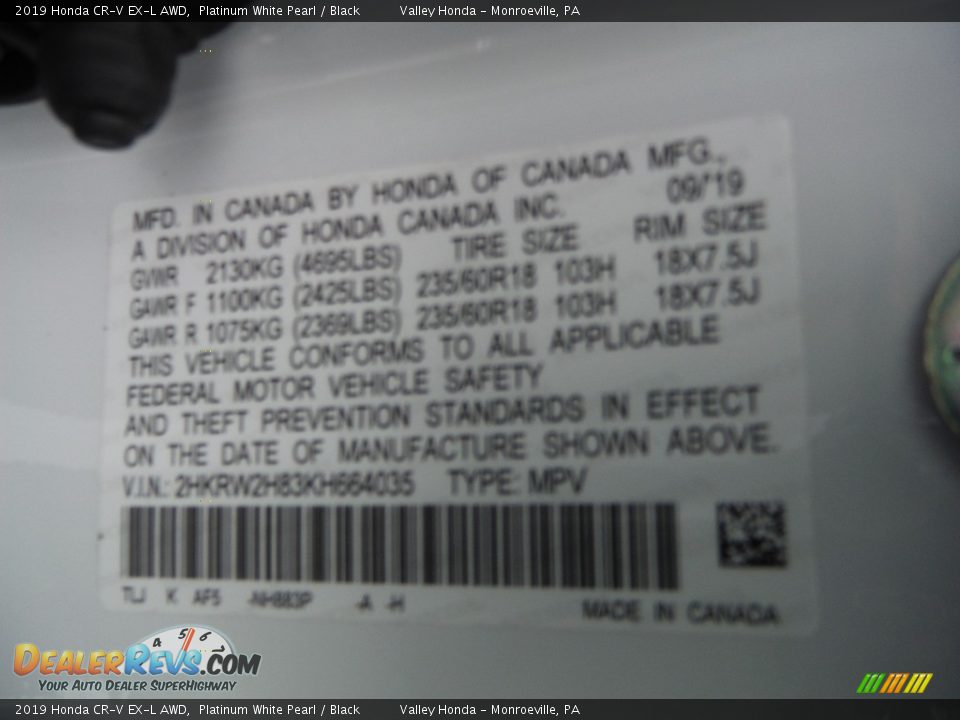 2019 Honda CR-V EX-L AWD, Platinum White Pearl / Black Valley Honda - Monroeville, PA
MFD. IN CANADA BY HONDA OF CANADA MFG.,
A DIVISION OF HONDA CANADA INC. 09/'19
GVWR 2130KG (4695LBS) TIRE SIZE RIM SIZE
GAWR F 1100KG (2425LBS) 235/60R18 103H 18X7.5J
GAWR R 1075KG (2369LBS) 235/60R18 103H 18X7.5J
THIS VEHICLE CONFORMS TO ALL APPLICABLE
FEDERAL MOTOR VEHICLE SAFETY
AND THEFT PREVENTION STANDARDS IN EFFECT
ON THE DATE OF MANUFACTURE SHOWN ABOVE.
V.I.N.: 2HKRW2H83KH664035 TYPE: MPV
TLJ K AF5 -NH883P -A -H
MADE IN CANADA
4 5 6
DEALERREVS.COM
YOUR AUTO DEALER SUPERHIGHWAY
2019 Honda CR-V EX-L AWD, Platinum White Pearl / Black Valley Honda - Monroeville, PA